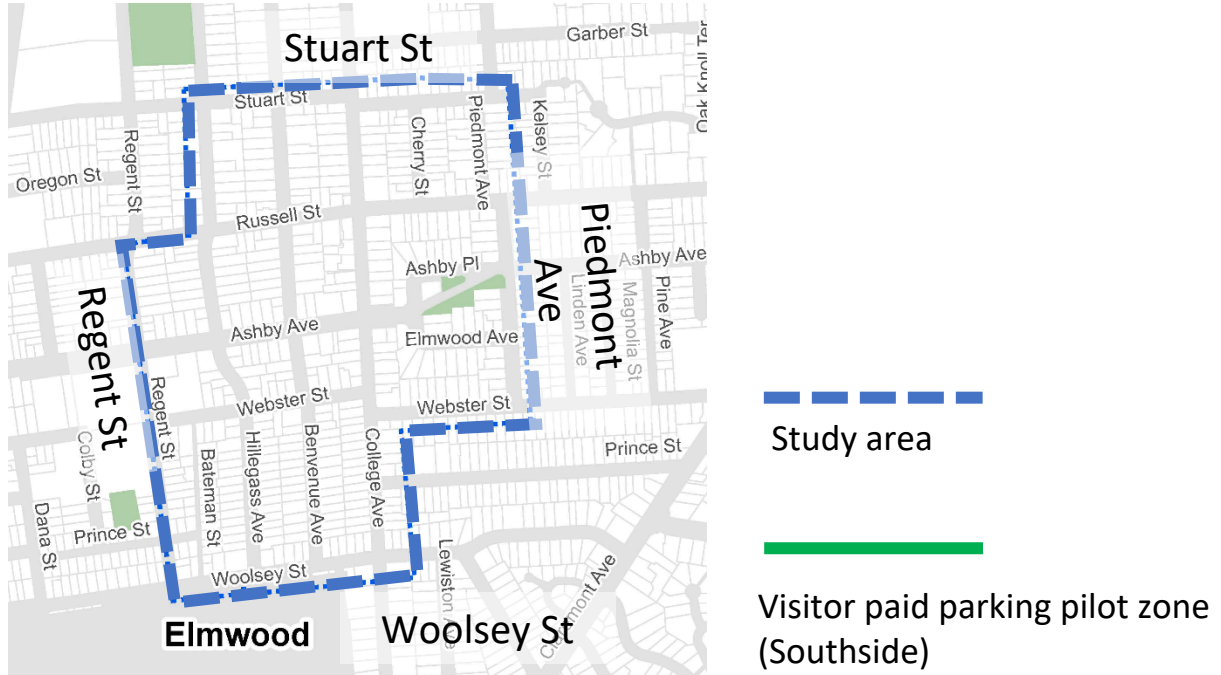 Stuart St
Garber St
Oak Knoll Ter
Stuart St
Regent St
Cherry St
Piedmont Ave
Kelsey St
Oregon St
Russell St
Piedmont
Ave
Ashby Pl
Ashby Ave
Regent St
Ashby Ave
Elmwood Ave
Linden Ave
Magnolia St
Pine Ave
Regent St
Webster St
Webster St
Colby St
Bateman St
Hillegass Ave
Benvenue Ave
College Ave
Prince St
Dana St
Prince St
Lewiston Ave
Claremont Ave
Woolsey St
Elmwood
Woolsey St
Study area
Visitor paid parking pilot zone
(Southside)